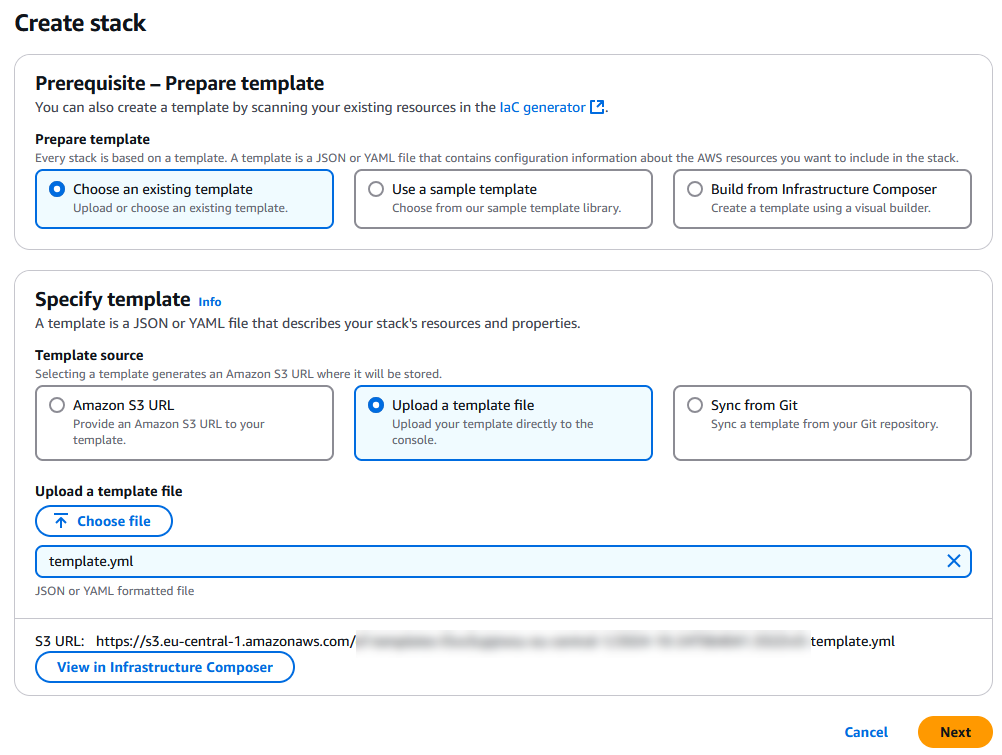 Create stack
Prerequisite – Prepare template
You can also create a template by scanning your existing resources in the IaC generator.
Prepare template
Every stack is based on a template. A template is a JSON or YAML file that contains configuration information about the AWS resources you want to include in the stack.
Choose an existing template
Upload or choose an existing template.
Use a sample template
Choose from our sample template library.
Build from Infrastructure Composer
Create a template using a visual builder.
Specify template Info
A template is a JSON or YAML file that describes your stack's resources and properties.
Template source
Selecting a template generates an Amazon S3 URL where it will be stored.
Amazon S3 URL
Provide an Amazon S3 URL to your
template.
Upload a template file
Upload your template directly to the
console.
Sync from Git
Sync a template from your Git repository.
Upload a template file
Choose file
template.yml
JSON or YAML formatted file
S3 URL: https://s3.eu-central-1.amazonaws.com/ template.yml
View in Infrastructure Composer
Cancel
Next